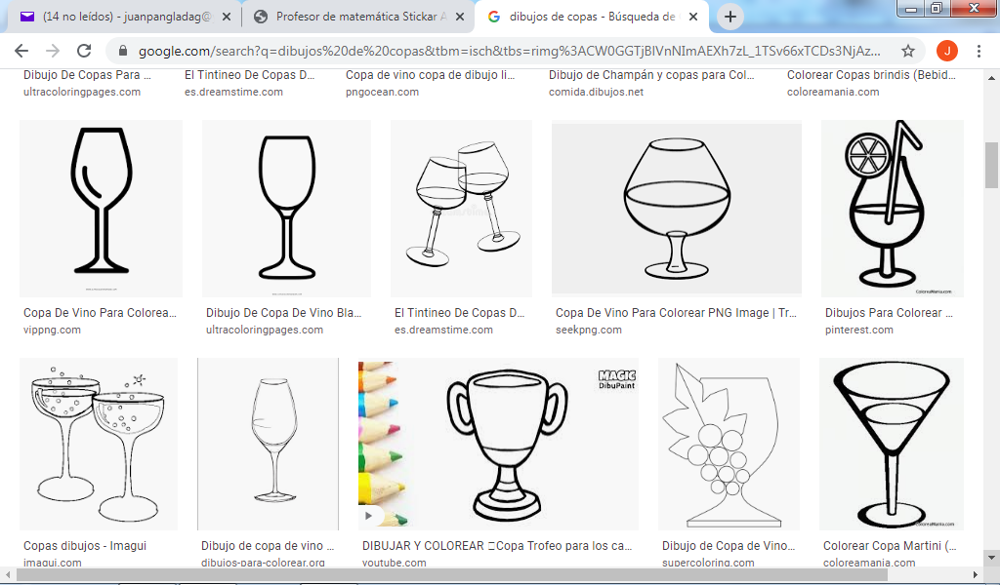 (14 no leídos) - juanpangladag@
Profesor de matemática Stickar A
dibujos de copas - Búsqueda de
google.com/search?q=dibujos%20de%20copas&tbm=isch&tbs=rimg%3ACW0GGTjBlVnNImAEXh7zL_1TSv66xTCDs3NjAz...
J
Dibujo De Copas Para ...
El Tintineo De Copas D...
Copa de vino copa de dibujo li...
Dibujo de Champán y copas para Col...
Colorear Copas brindis (Bebid...
ultracoloringpages.com
es.dreamstime.com
pngocean.com
comida.dibujos.net
coloreamania.com
ColoreaMania.com
Copa De Vino Para Colorea...
Dibujo De Copa De Vino Bla...
El Tintineo De Copas D...
Copa De Vino Para Colorear PNG Image | Tr...
Dibujos Para Colorear ...
vippng.com
ultracoloringpages.com
es.dreamstime.com
seekpng.com
pinterest.com
MAGIC
DibuPaint
ColoreaMania.com
Copas dibujos - Imagui
Dibujo de copa de vino ...
DIBUJAR Y COLOREAR ΞCopa Trofeo para los ca...
Dibujo de Copa de Vino...
Colorear Copa Martini (...
imagui.com
dibujos-para-colorear.org
youtube.com
supercoloring.com
coloreamania.com